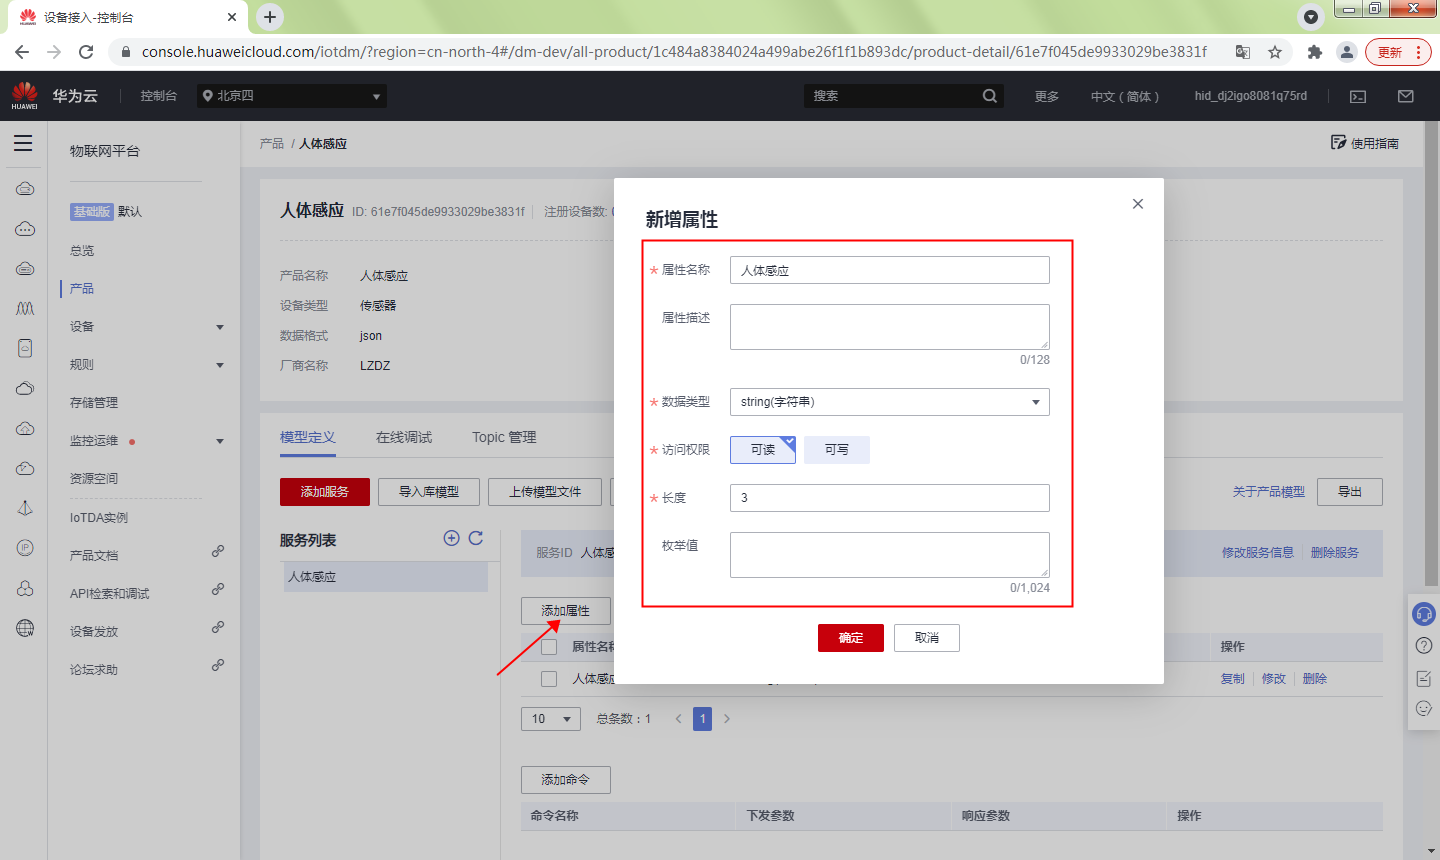 设备接入-控制台
console.huaweicloud.com/iotdm/?region=cn-north-4#/dm-dev/all-product/1c484a8384024a499abe26f1f1b893dc/product-detail/61e7f045de9933029be3831f
更新
HUAWEI
华为云
控制台
北京四
搜索
更多
中文（简体）
hid_dj2igo8081q75rd
物联网平台
基础版 默认
总览
产品
设备
规则
存储管理
监控运维
资源空间
IoTDA实例
产品文档
API检索和调试
设备发放
论坛求助
IP
产品 / 人体感应
使用指南
人体感应 ID: 61e7f045de9933029be3831f 注册设备数:
产品名称 人体感应
设备类型 传感器
数据格式 json
厂商名称 LZDZ
模型定义 在线调试 Topic 管理
添加服务 导入库模型 上传模型文件
关于产品模型 导出
服务列表
人体感应
服务ID 人体感
修改服务信息 删除服务
添加属性
属性名称 操作
人体感应 复制 修改 删除
10 总条数：1 < 1 >
添加命令
命令名称 下发参数 响应参数 操作
新增属性
* 属性名称 人体感应
属性描述
0/128
* 数据类型 string(字符串)
* 访问权限 可读 可写
* 长度 3
枚举值
0/1,024
确定 取消